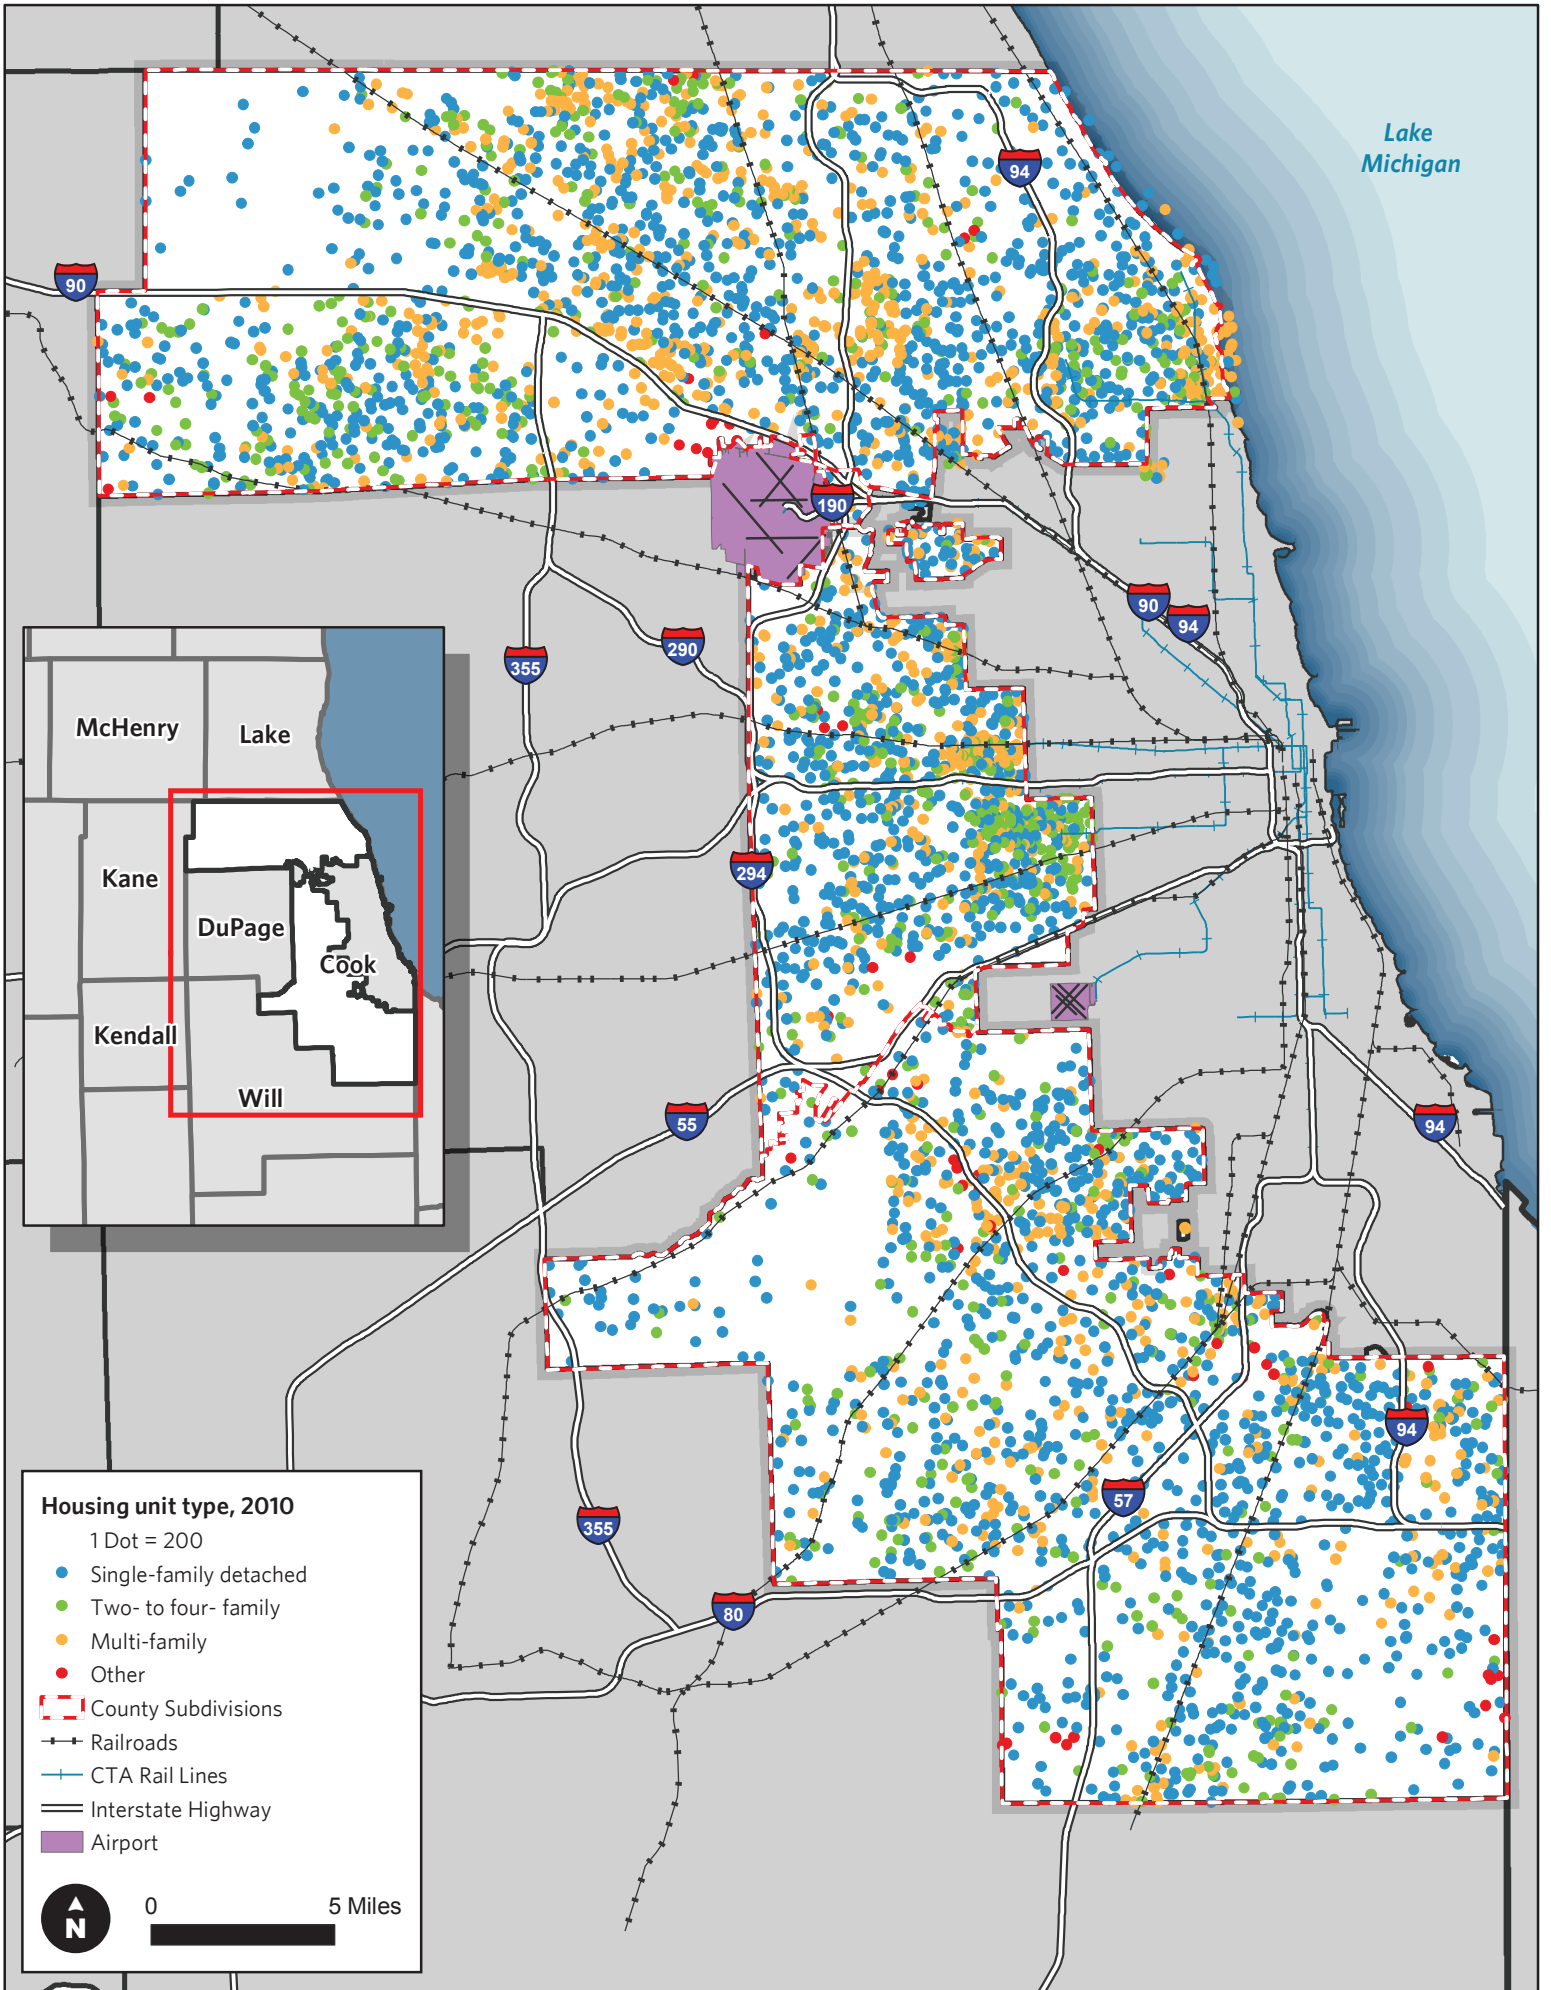 Lake
Michigan
94
90
190
90
94
290
355
McHenry
Lake
Kane
DuPage
Cook
Kendall
Will
294
55
94
94
57
355
80
Housing unit type, 2010
1 Dot = 200
Single-family detached
Two- to four- family
Multi-family
Other
County Subdivisions
Railroads
CTA Rail Lines
Interstate Highway
Airport
N
0 5 Miles